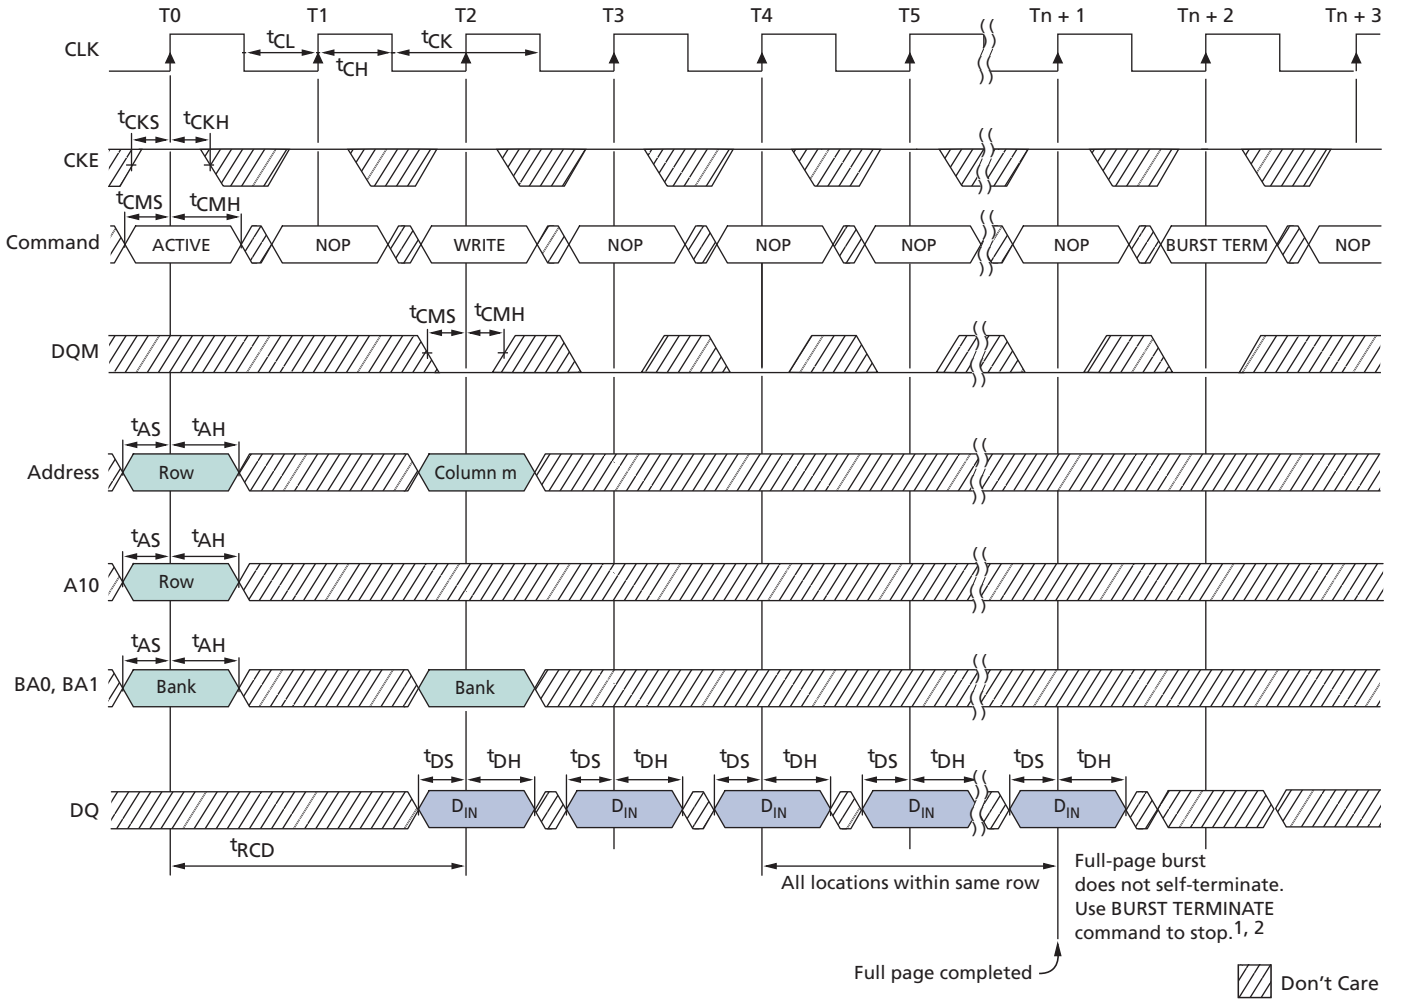 T0 T1 T2 T3 T4 T5 Tn + 1 Tn + 2 Tn + 3
CLK tCL tCH tCK
tCKS tCKH
CKE
tCMS tCMH
Command ACTIVE NOP WRITE NOP NOP NOP NOP BURST TERM NOP
tCMS tCMH
DQM
tAS tAH
Address Row Column m
tAS tAH
A10 Row
tAS tAH
BA0, BA1 Bank Bank
tDS tDH tDS tDH tDS tDH tDS tDH tDS tDH
DQ DIN DIN DIN DIN DIN
tRCD
All locations within same row
Full-page burst
does not self-terminate.
Use BURST TERMINATE
command to stop.1, 2
Full page completed
Don't Care